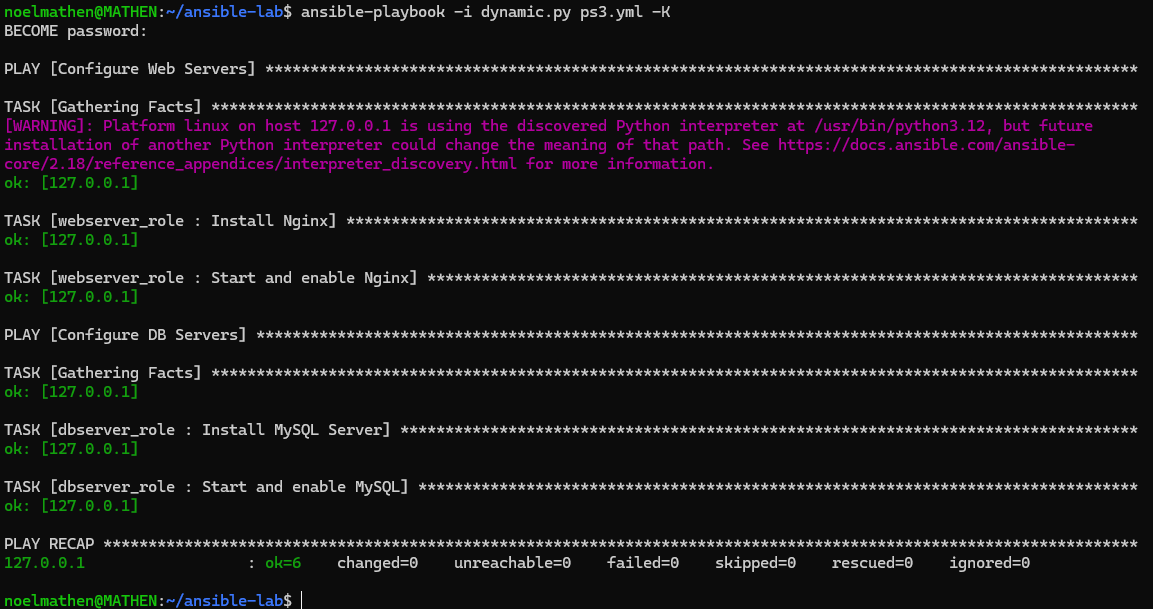 noelmathen@MATHEN:~/ansible-lab$ ansible-playbook -i dynamic.py ps3.yml -K
BECOME password:
PLAY [Configure Web Servers] *************************************************************************************************
TASK [Gathering Facts] *******************************************************************************************************
[WARNING]: Platform linux on host 127.0.0.1 is using the discovered Python interpreter at /usr/bin/python3.12, but future
installation of another Python interpreter could change the meaning of that path. See https://docs.ansible.com/ansible-
core/2.18/reference_appendices/interpreter_discovery.html for more information.
ok: [127.0.0.1]
TASK [webserver_role : Install Nginx] ****************************************************************************************
ok: [127.0.0.1]
TASK [webserver_role : Start and enable Nginx] *******************************************************************************
ok: [127.0.0.1]
PLAY [Configure DB Servers] **************************************************************************************************
TASK [Gathering Facts] *******************************************************************************************************
ok: [127.0.0.1]
TASK [dbserver_role : Install MySQL Server] **********************************************************************************
ok: [127.0.0.1]
TASK [dbserver_role : Start and enable MySQL] ********************************************************************************
ok: [127.0.0.1]
PLAY RECAP *******************************************************************************************************************
127.0.0.1                  : ok=6    changed=0    unreachable=0    failed=0    skipped=0    rescued=0    ignored=0
noelmathen@MATHEN:~/ansible-lab$